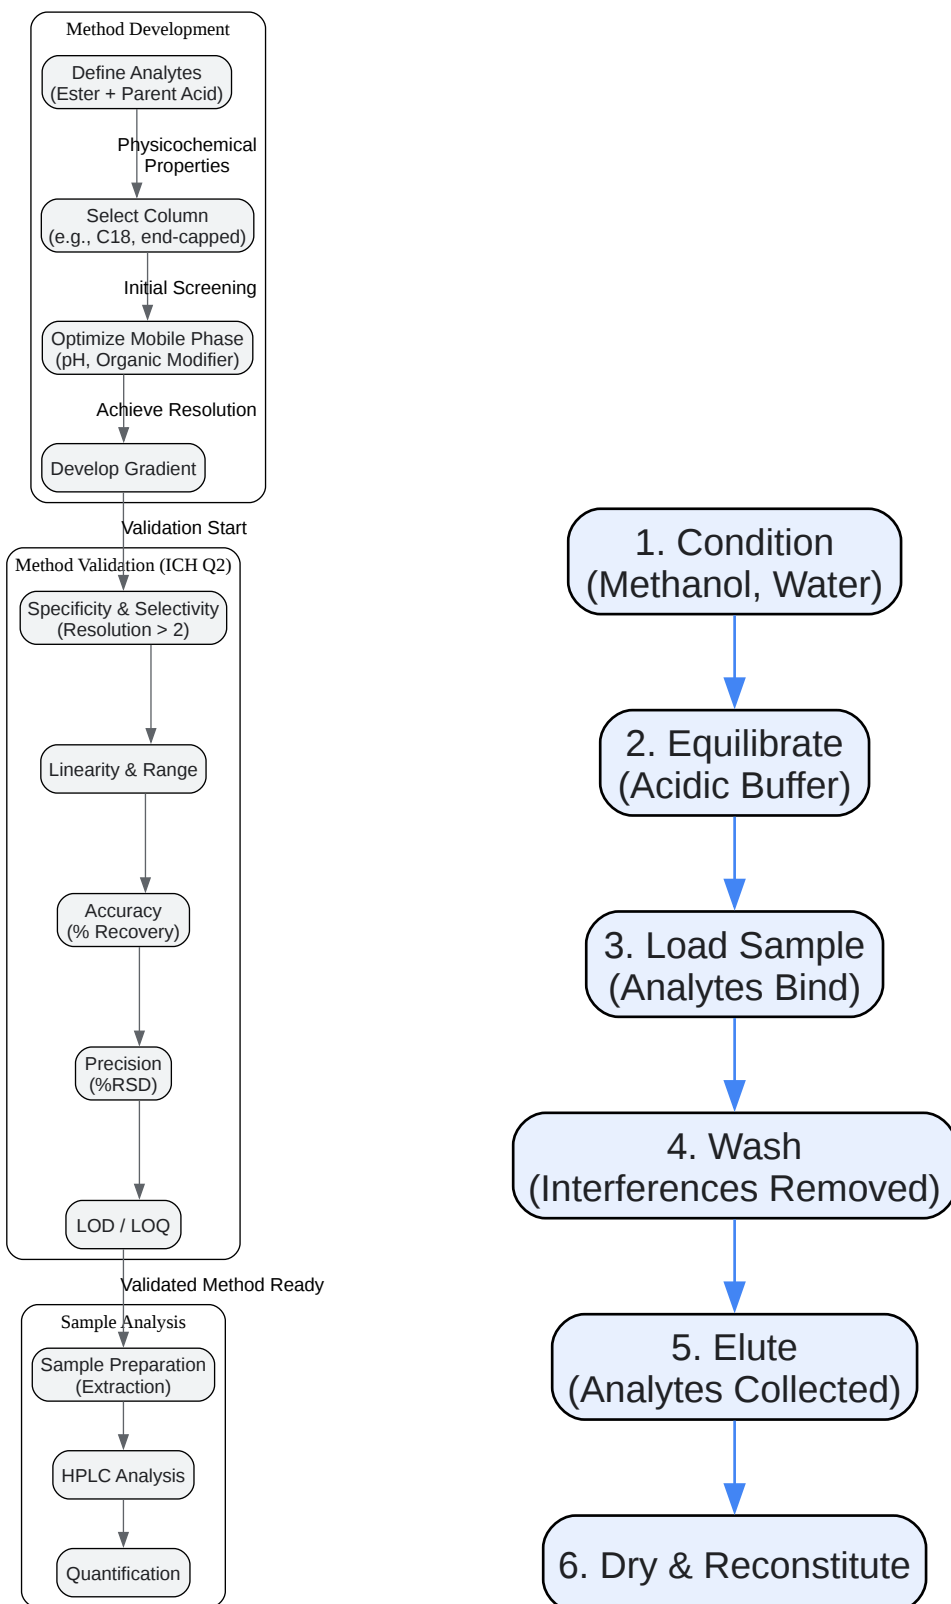 Method Development
Define Analytes
(Ester + Parent Acid)
Physicochemical
Properties
Select Column
(e.g., C18, end-capped)
Initial Screening
Optimize Mobile Phase
(pH, Organic Modifier)
Achieve Resolution
Develop Gradient
Validation Start
Method Validation (ICH Q2)
Specificity & Selectivity
(Resolution > 2)
Linearity & Range
Accuracy
(% Recovery)
Precision
(%RSD)
LOD / LOQ
Validated Method Ready
Sample Analysis
Sample Preparation
(Extraction)
HPLC Analysis
Quantification
1. Condition
(Methanol, Water)
2. Equilibrate
(Acidic Buffer)
3. Load Sample
(Analytes Bind)
4. Wash
(Interferences Removed)
5. Elute
(Analytes Collected)
6. Dry & Reconstitute